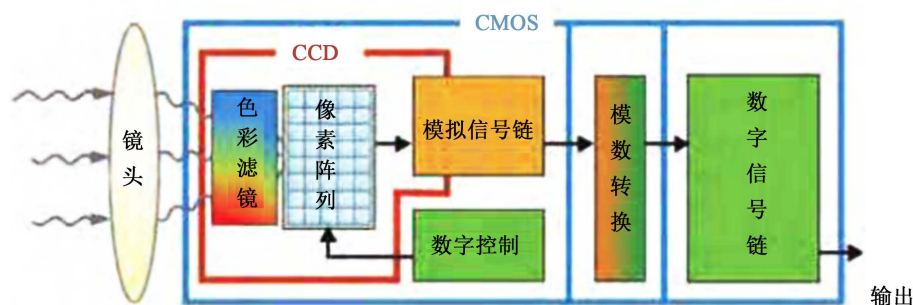 CMOS
CCD
镜头
色彩滤镜
像素阵列
模拟信号链
数字控制
模数转换
数字信号链
输出